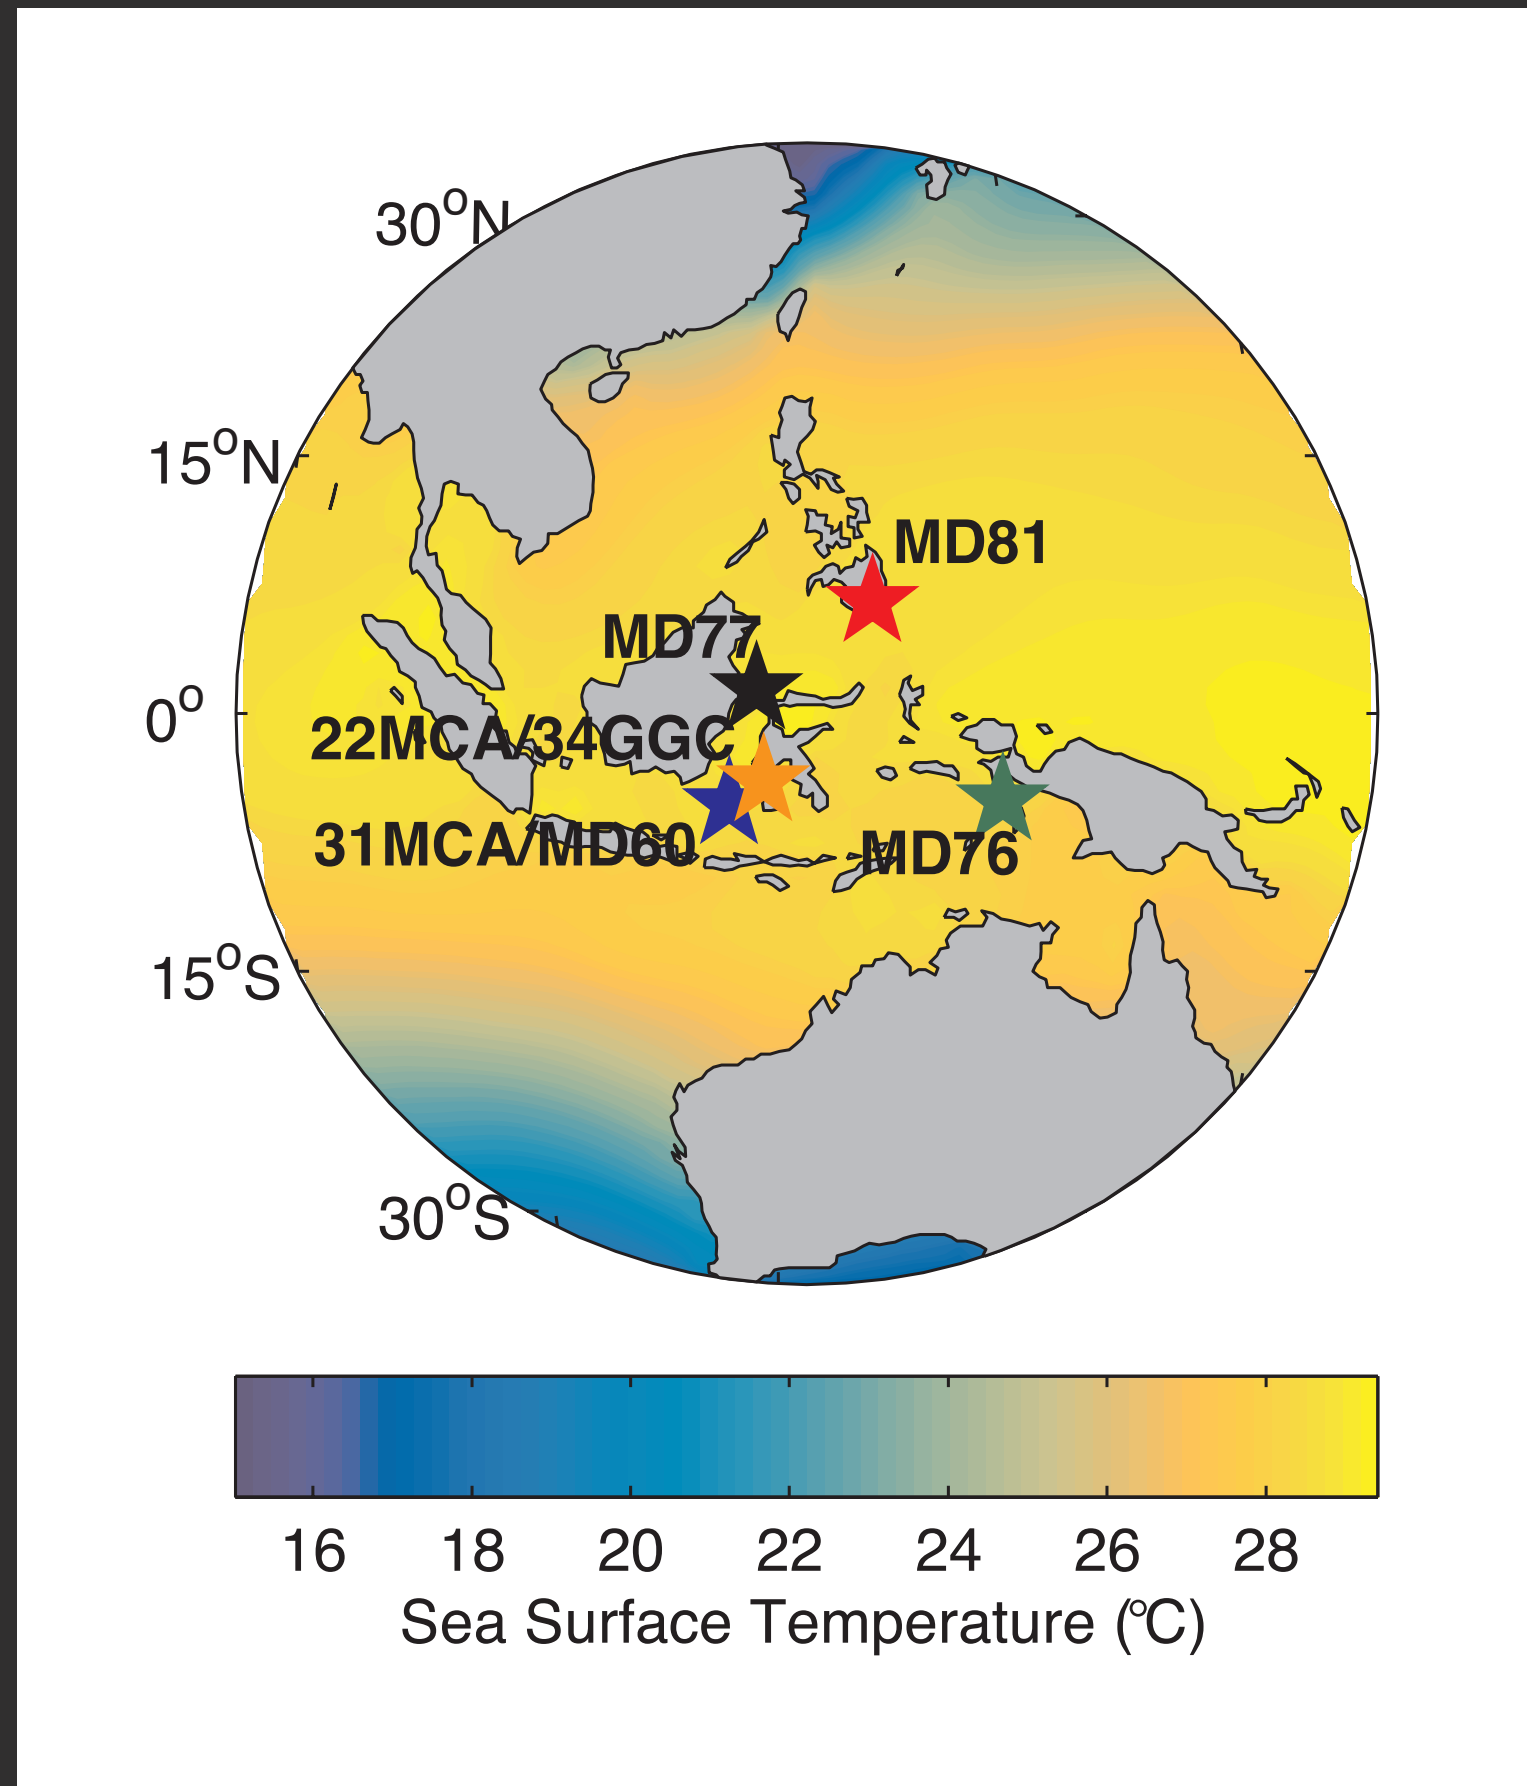 30°N
15°N
MD81
MD77
0°
22MCA/34GGC
31MCA/MD60
MD76
15°S
30°S
16 18 20 22 24 26 28
Sea Surface Temperature (°C)